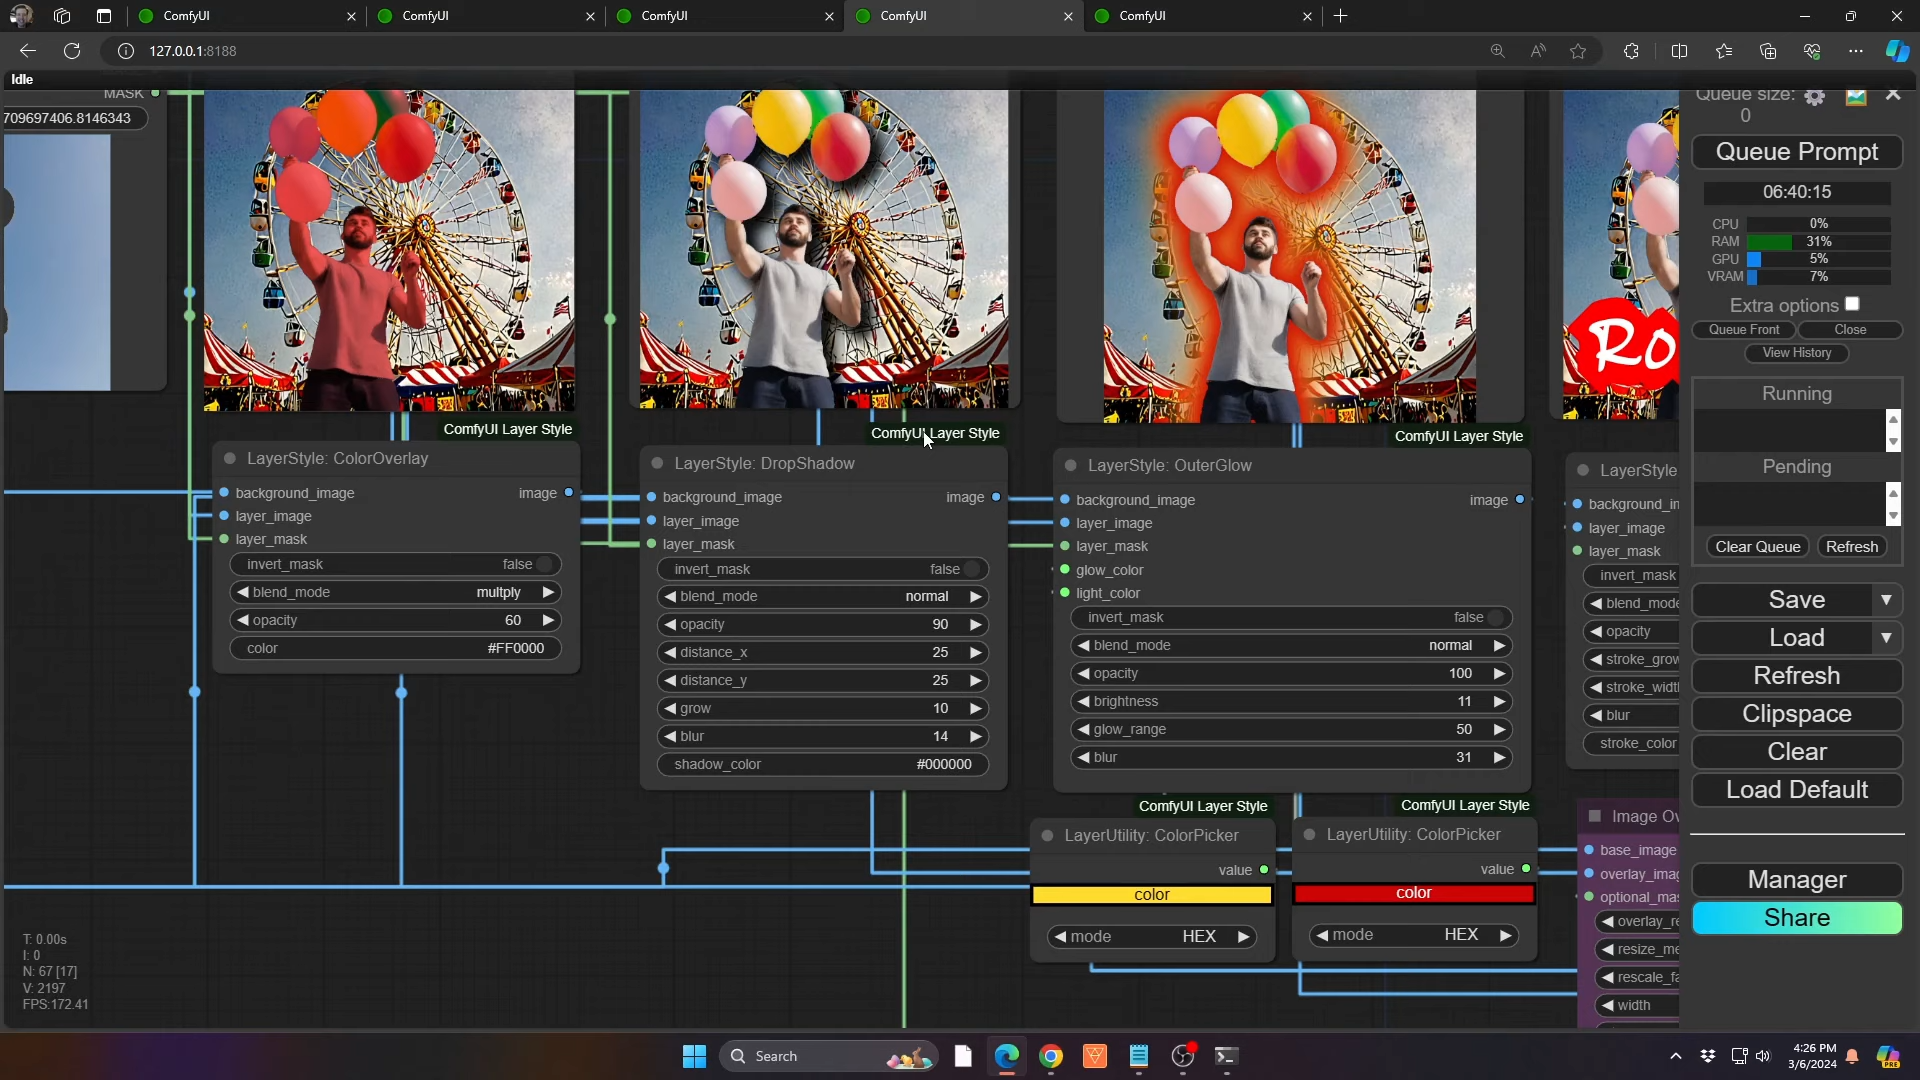 ComfyUI
ComfyUI
ComfyUI
ComfyUI
ComfyUI
127.0.0.1:8188
Idle
MASK
709697406.8146343
Ro
ComfyUI Layer Style
ComfyUI Layer Style
ComfyUI Layer Style
LayerStyle: ColorOverlay
background_image
image
layer_image
layer_mask
invert_mask false
blend_mode multply
opacity 60
color #FF0000
LayerStyle: DropShadow
background_image
image
layer_image
layer_mask
invert_mask false
blend_mode normal
opacity 90
distance_x 25
distance_y 25
grow 10
blur 14
shadow_color #000000
LayerStyle: OuterGlow
background_image
image
layer_image
layer_mask
glow_color
light_color
invert_mask false
blend_mode normal
opacity 100
brightness 11
glow_range 50
blur 31
LayerStyle
background_in
layer_image
layer_mask
invert_mask
blend_mode
opacity
stroke_grow
stroke_widt
blur
stroke_color
ComfyUI Layer Style
LayerUtility: ColorPicker
value
color
mode HEX
ComfyUI Layer Style
LayerUtility: ColorPicker
value
color
mode HEX
Image Ov
base_image
overlay_imag
optional_mas
overlay_re
resize_me
rescale_fa
width
T: 0.00s
I: 0
N: 67 [17]
V: 2197
FPS:172.41
Queue size:
0
Queue Prompt
06:40:15
CPU 0%
RAM 31%
GPU 5%
VRAM 7%
Extra options
Queue Front
Close
View History
Running
Pending
Clear Queue
Refresh
Save
Load
Refresh
Clipspace
Clear
Load Default
Manager
Share
Search
4:26 PM
3/6/2024
PRE